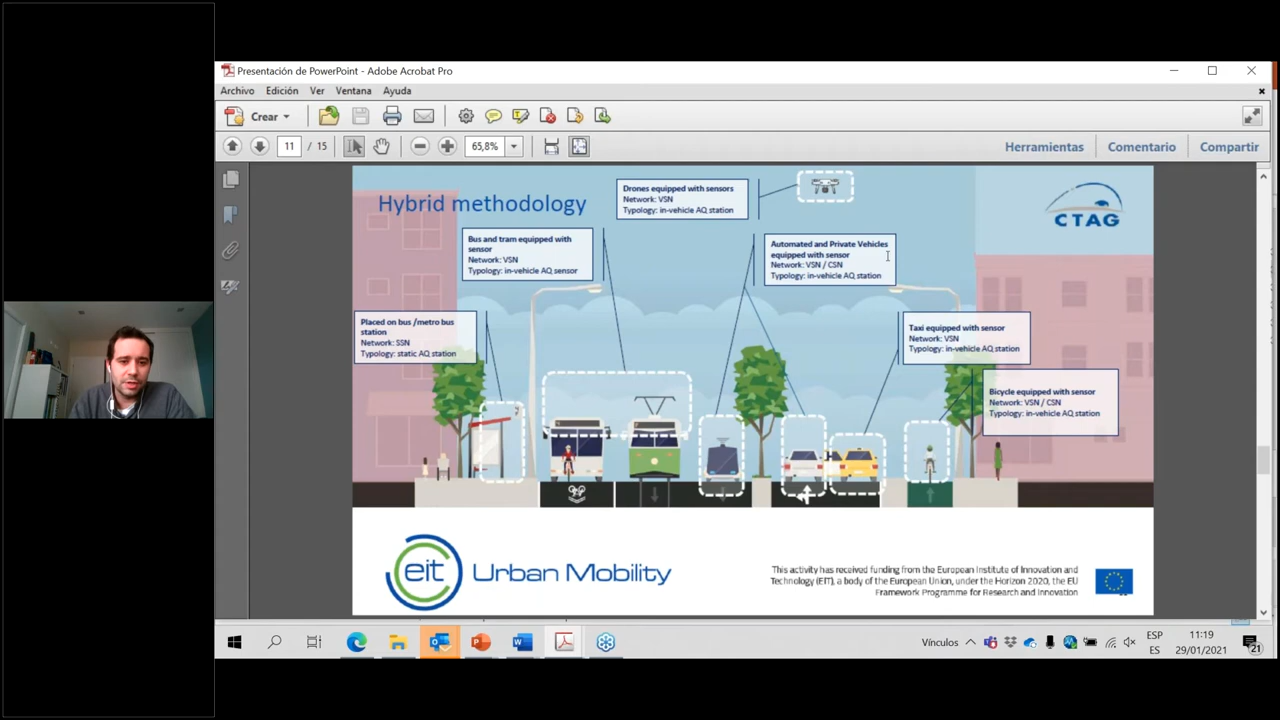 Presentación de PowerPoint - Adobe Acrobat Pro
Archivo Edición Ver Ventana Ayuda
Crear
11 / 15
65,8%
Herramientas Comentario Compartir
Hybrid methodology
Drones equipped with sensors
Network: VSN
Typology: in-vehicle AQ station
CTAG
Bus and tram equipped with
sensor
Network: VSN
Typology: in-vehicle AQ sensor
Automated and Private Vehicles
equipped with sensor
Network: VSN / CSN
Typology: in-vehicle AQ station
Placed on bus /metro bus
station
Network: SSN
Typology: static AQ station
Taxi equipped with sensor
Network: VSN
Typology: in-vehicle AQ station
Bicycle equipped with sensor
Network: VSN / CSN
Typology: in-vehicle AQ station
eit Urban Mobility
This activity has received funding from the European Institute of Innovation and
Technology (EIT), a body of the European Union, under the Horizon 2020, the EU
Framework Programme for Research and Innovation
Vínculos
ESP
ES
11:19
29/01/2021
21